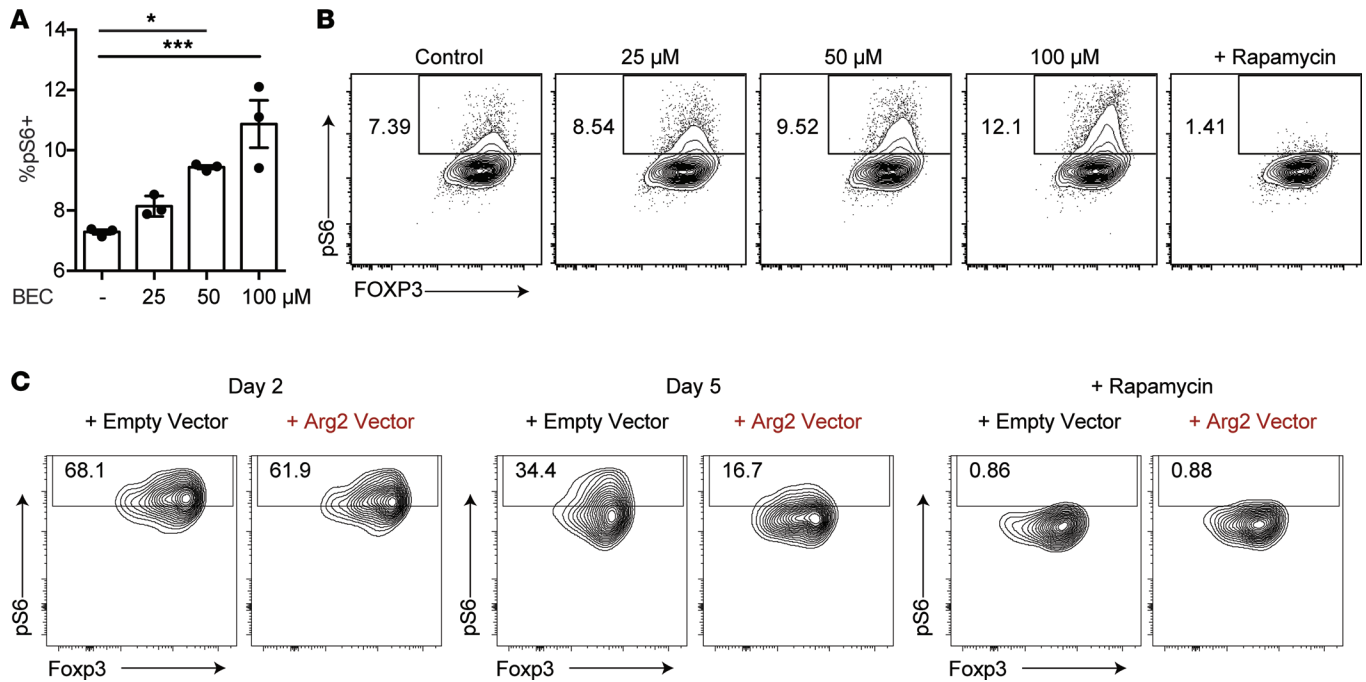 A
14
*
***
12
10
8
6
%pS6+
BEC - 25 50 100 µM
B
Control 25 µM 50 µM 100 µM + Rapamycin
7.39 8.54 9.52 12.1 1.41
pS6
FOXP3
C
Day 2 Day 5 + Rapamycin
+ Empty Vector + Arg2 Vector + Empty Vector + Arg2 Vector + Empty Vector + Arg2 Vector
68.1 61.9 34.4 16.7 0.86 0.88
pS6 pS6 pS6
Foxp3 Foxp3 Foxp3